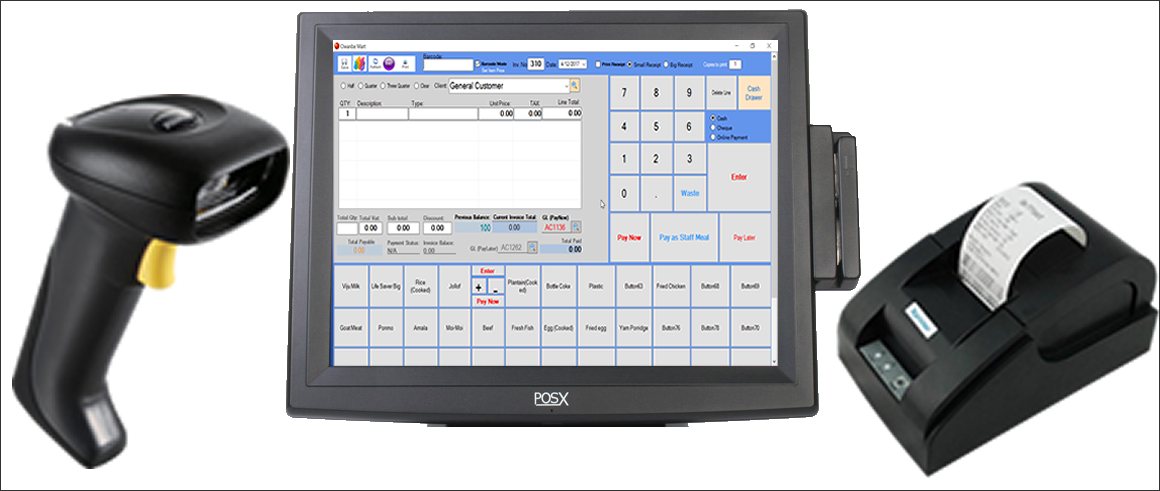 Owanbe Mart
Barcode:
Barcode Mode
Set Item Price
Inv. No 310 Date: 4/12/2017
Print Receipt Small Receipt Big Receipt Copies to print 1
Half Quarter Three Quarter Clear Client: General Customer
QTY: Description: Type: Unit Price: TAX: Line Total:
1 0.00 0.00 0.00
7 8 9 Delete Line Cash Drawer
4 5 6
Cash
Cheque
Online Payment
1 2 3 Enter
0 . Waste
Total Qty: Total Vat: Sub total: Discount: Previous Balance: Current Invoice Total: GL (PayNow)
0.00 0.00 0.00 100 0.00 AC1136
Total Payable Payment Status: Invoice Balace: GL (PayLater) AC1262 Total Paid
0.00 N/A 0.00 0.00
Pay Now Pay as Staff Meal Pay Later
Viju Milk Life Saver Big Rice (Cooked) Jollof
Enter
+ -
Pay Now
Plantain(Cooked) Bottle Coke Plastic Button63 Fried Chicken Button68 Button69
Goat Meat Ponmo Amala Moi-Moi Beef Fresh Fish Egg (Cooked) Fried egg Yam Porridge Button76 Button78 Button70
POSX